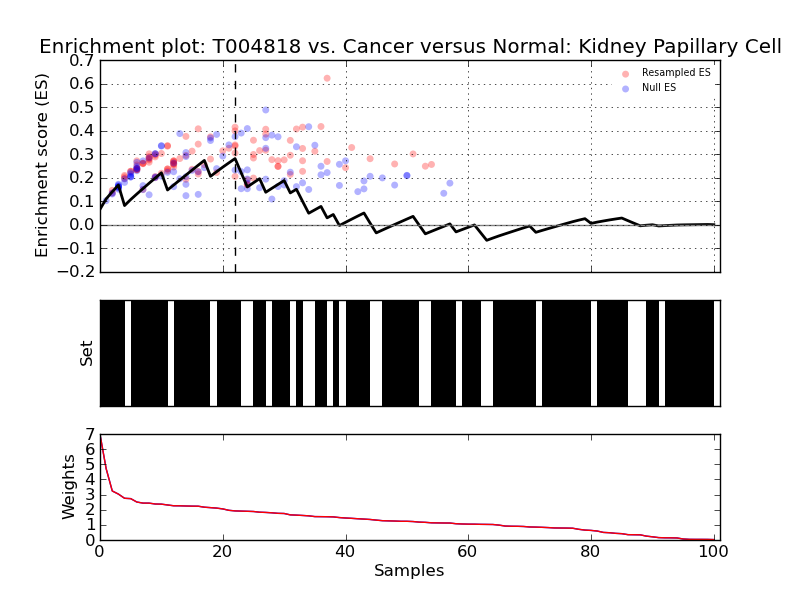 Enrichment plot: T004818 vs. Cancer versus Normal: Kidney Papillary Cell
0.7
0.6
0.5
0.4
0.3
0.2
0.1
0.0
−0.1
−0.2
Enrichment score (ES)
Resampled ES
Null ES
Set
7
6
5
4
3
2
1
0
Weights
0 20 40 60 80 100
Samples